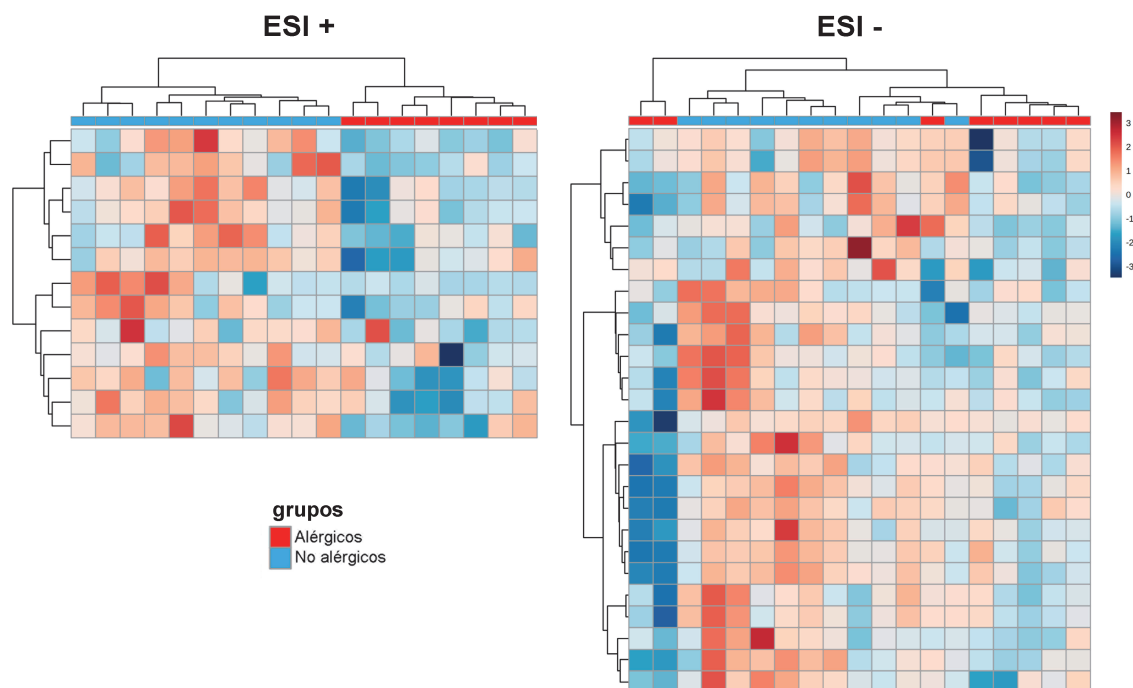 ESI +
ESI -
3
2
1
0
-1
-2
-3
grupos
Alérgicos
No alérgicos